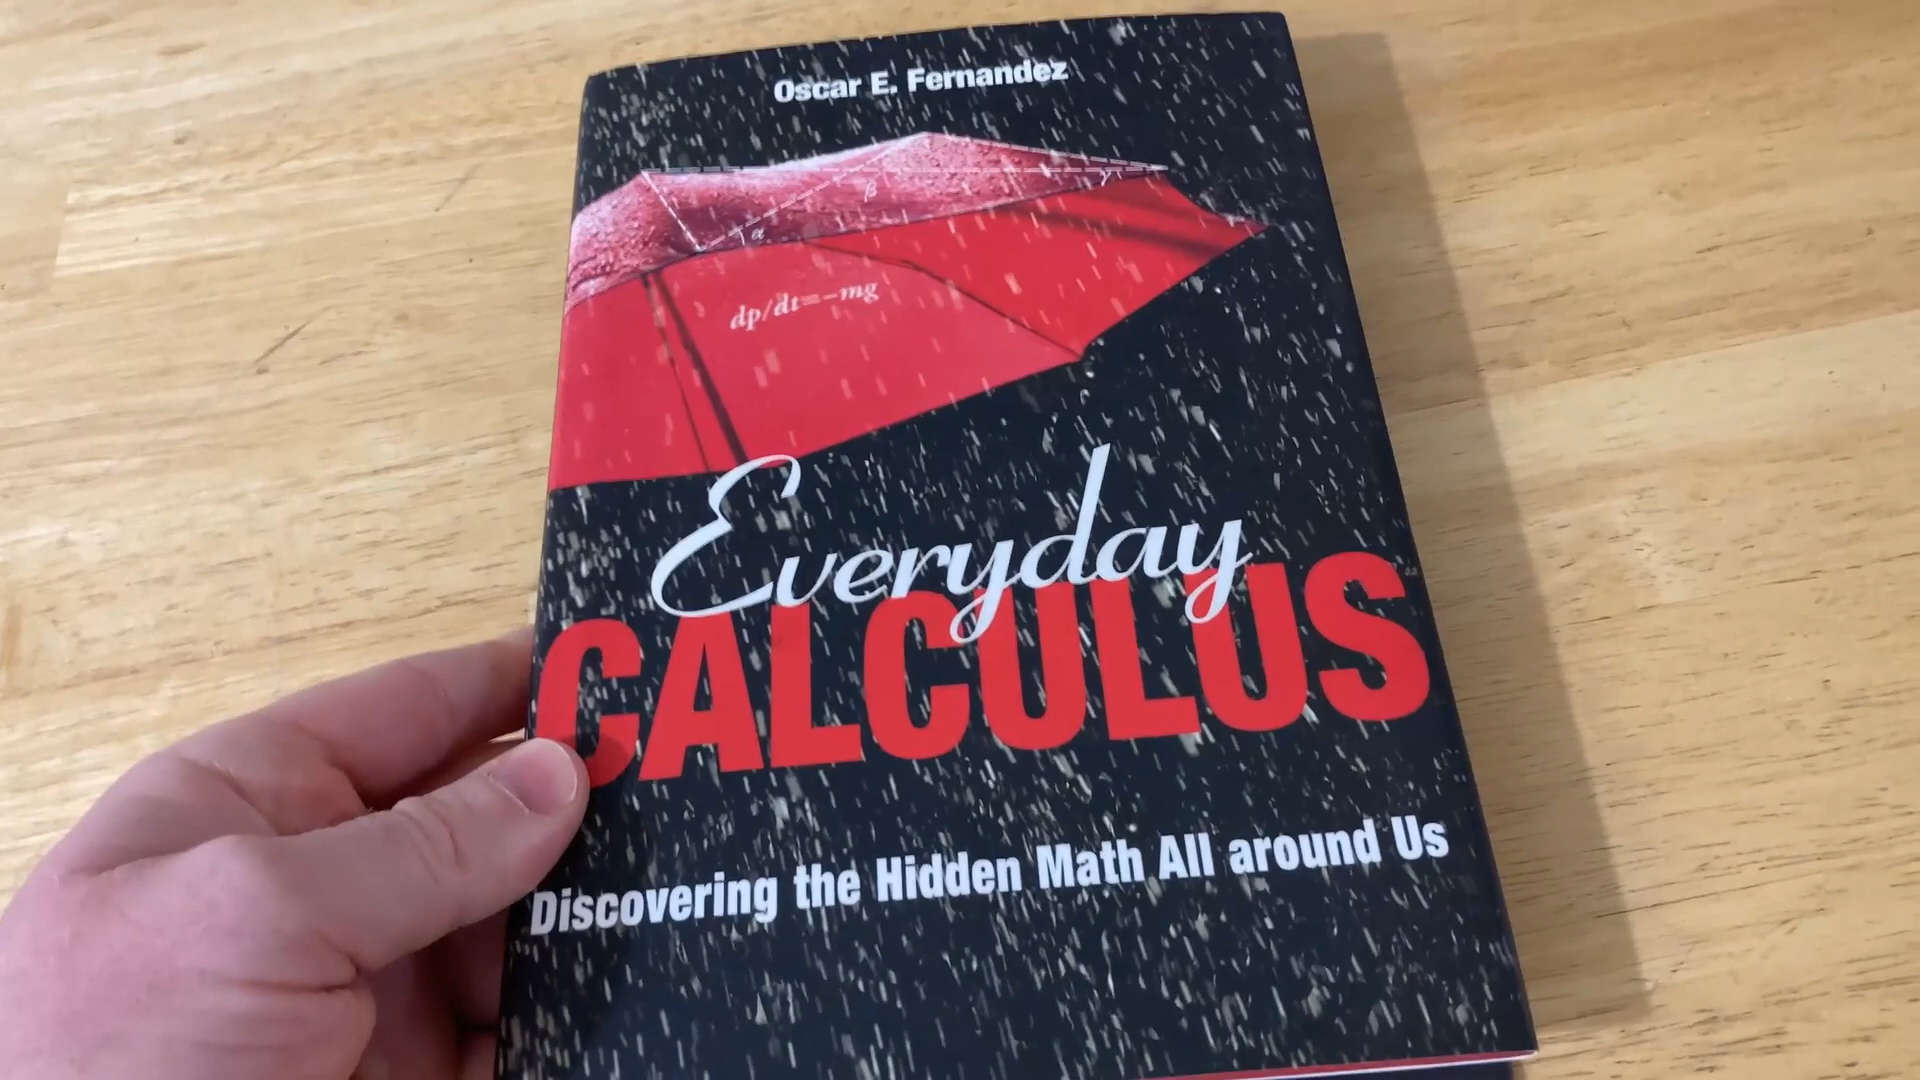 Oscar E. Fernandez
β
γ
α
dp/dt=-mg
Everyday
CALCULUS
Discovering the Hidden Math All around Us